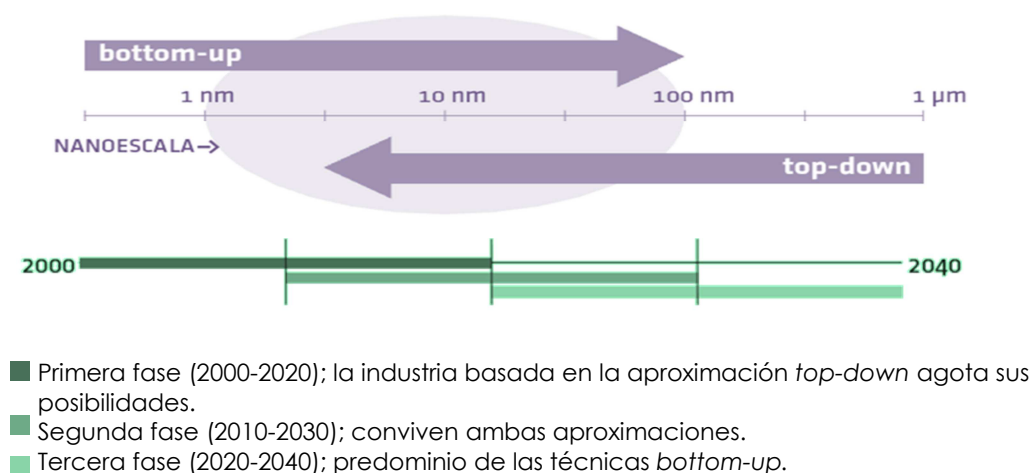 bottom-up
1 nm 10 nm 100 nm 1 μm
NANOESCALA→
top-down
2000 2040
Primera fase (2000-2020); la industria basada en la aproximación top-down agota sus
posibilidades.
Segunda fase (2010-2030); conviven ambas aproximaciones.
Tercera fase (2020-2040); predominio de las técnicas bottom-up.